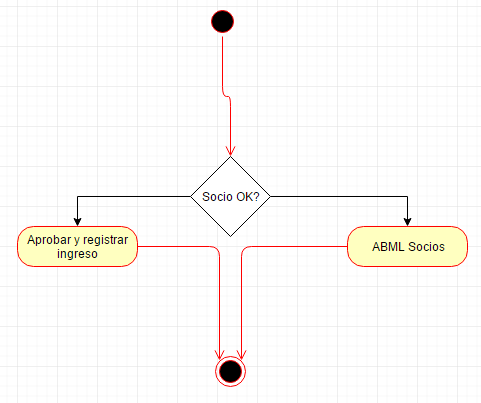 Socio OK?
Aprobar y registrar
ingreso
ABML Socios